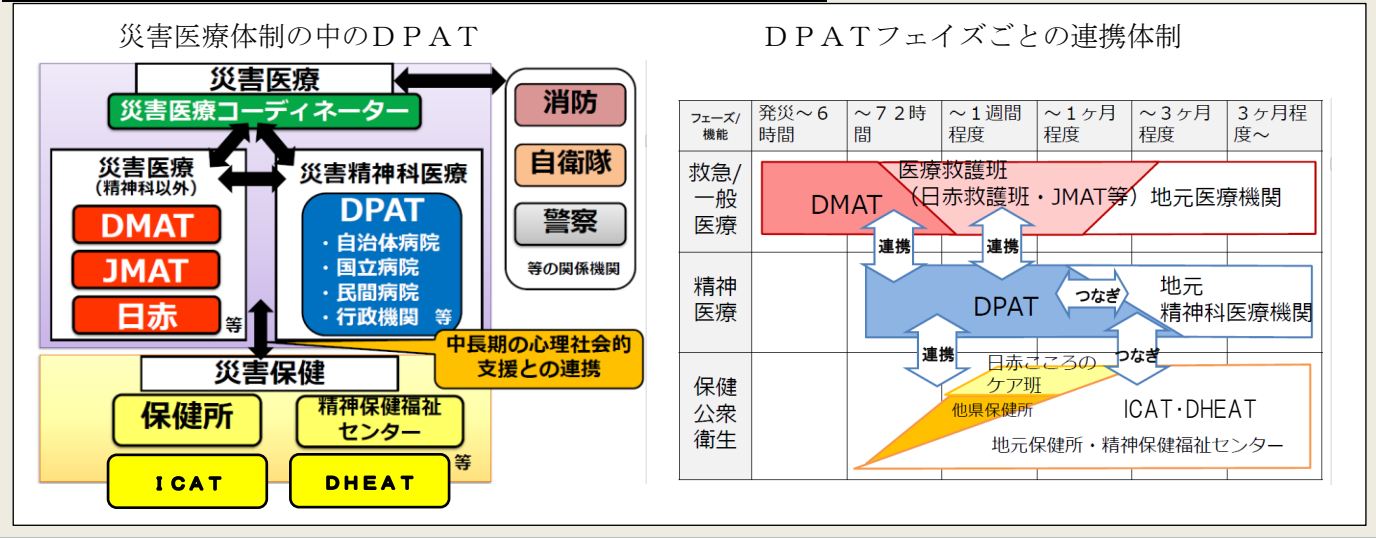 災害医療体制の中のＤＰＡＴ
災害医療
災害医療コーディネーター
災害医療
(精神科以外)
DMAT
JMAT
日赤
等
災害精神科医療
DPAT
・自治体病院
・国立病院
・民間病院
・行政機関 等
消防
自衛隊
警察
等の関係機関
中長期の心理社会的
支援との連携
災害保健
保健所
精神保健福祉
センター
等
ＩＣＡＴ
DHEAT
ＤＰＡＴフェイズごとの連携体制
フェーズ/
機能
発災～6
時間
～７２時
間
～１週間
程度
～１ヶ月
程度
～３ヶ月
程度
３ヶ月程
度～
救急/
一般
医療
DMAT
医療救護班
（日赤救護班・JMAT等）
地元医療機関
連携
連携
精神
医療
DPAT
つなぎ
地元
精神科医療機関
連携
つなぎ
保健
公衆
衛生
日赤こころの
ケア班
他県保健所
ICAT･DHEAT
地元保健所・精神保健福祉センター